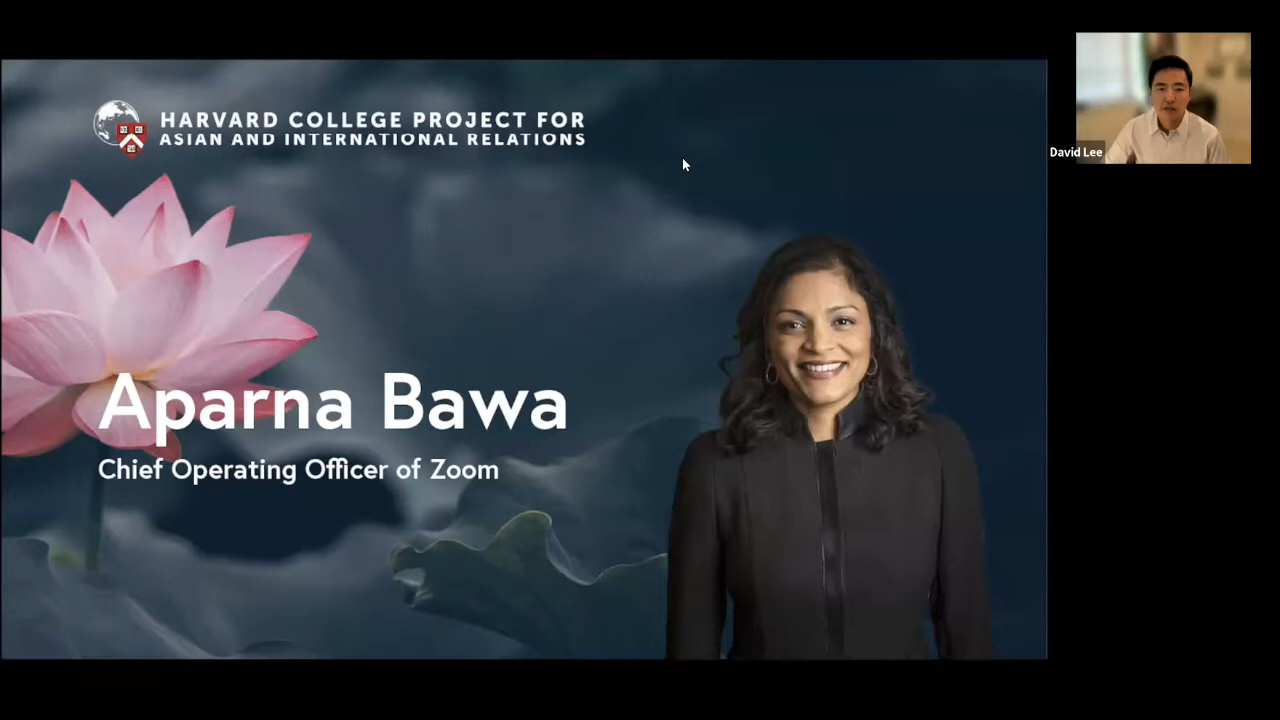 HARVARD COLLEGE PROJECT FOR
ASIAN AND INTERNATIONAL RELATIONS
David Lee
Aparna Bawa
Chief Operating Officer of Zoom